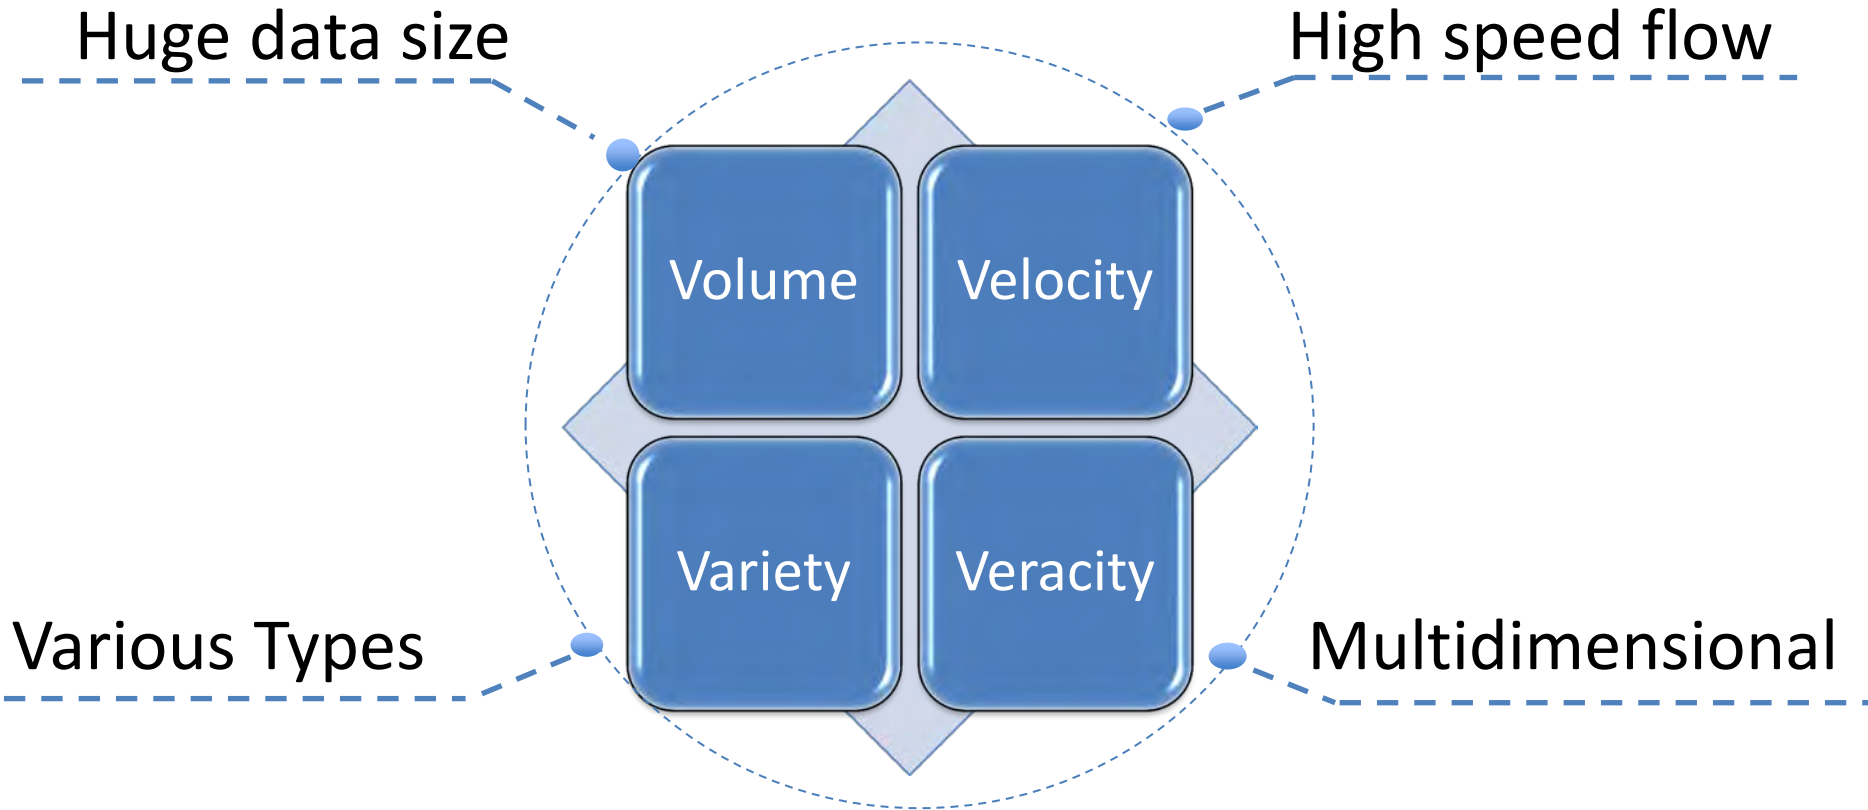 Huge data size
High speed flow
Volume
Velocity
Variety
Veracity
Various Types
Multidimensional